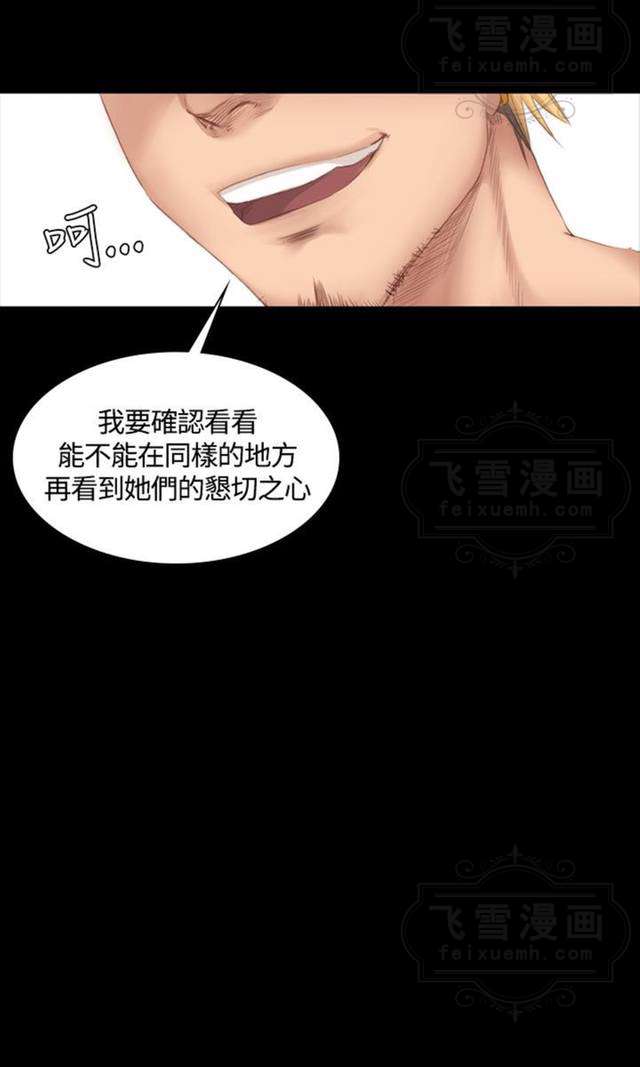 飞雪漫画
feixuemh.com
呵...
我要確認看看
能不能在同樣的地方
再看到她們的懇切之心
飞雪漫画
feixuemh.com
飞雪漫画
feixuemh.com